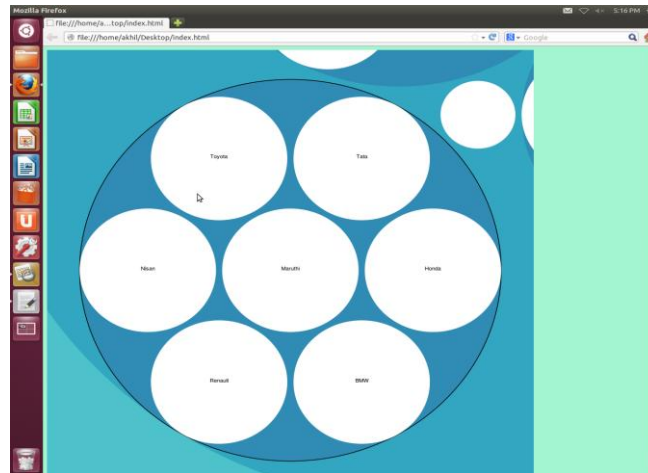 Mozilla Firefox
5:16 PM
file:///home/a...top/index.html
file:///home/akhil/Desktop/index.html
Google
Toyota
Tata
Nisan
Maruthi
Honda
Renault
BMW